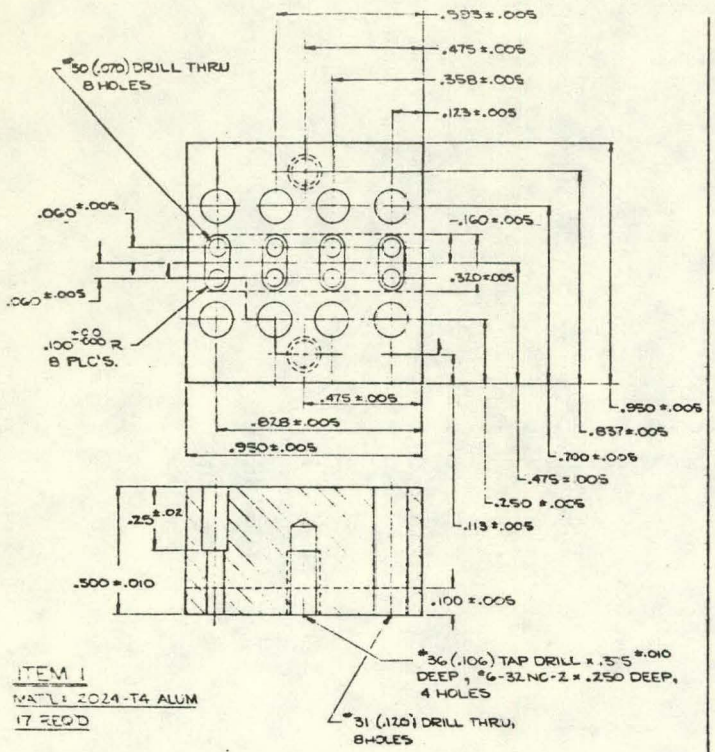 .593±.005
.475±.005
.358±.005
.123±.005
#50 (.070) DRILL THRU
8 HOLES
.060±.005
.160±.005
.320±.005
.060±.005
.100 R
8 PLC'S.
.475±.005
.828±.005
.950±.005
.950±.005
.837±.005
.700±.005
.475±.005
.250±.005
.113±.005
.25±.02
.500±.010
.100±.005
#36 (.106) TAP DRILL × ±.010
DEEP, #6-32NC-2 × .250 DEEP,
4 HOLES
#31 (.120) DRILL THRU,
8 HOLES
ITEM 1
MAT'L: 2024-T4 ALUM
17 REQ'D